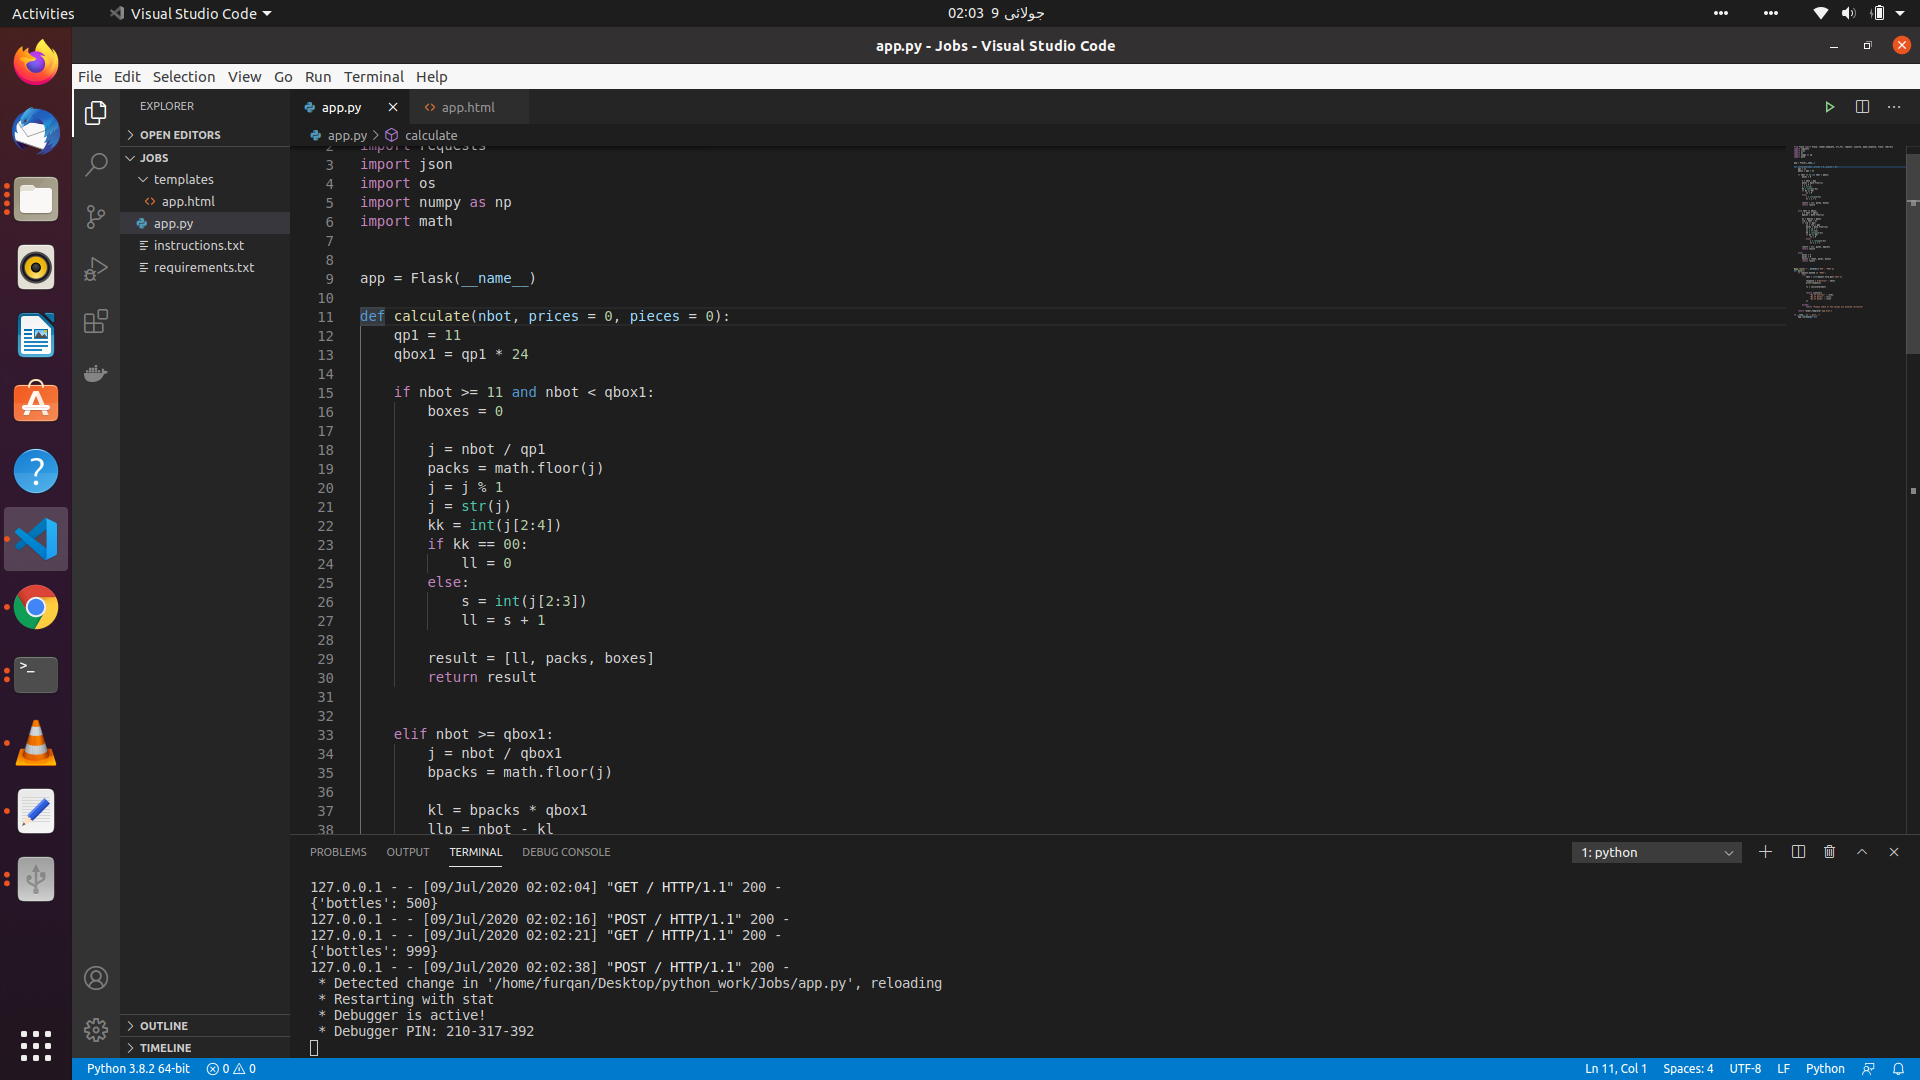 Activities
Visual Studio Code
02:03 9 جولائی
app.py - Jobs - Visual Studio Code
File Edit Selection View Go Run Terminal Help
EXPLORER
OPEN EDITORS
JOBS
templates
app.html
app.py
instructions.txt
requirements.txt
OUTLINE
TIMELINE
app.py
app.html
app.py > calculate
2 import requests
3 import json
4 import os
5 import numpy as np
6 import math
7
8
9 app = Flask(__name__)
10
11 def calculate(nbot, prices = 0, pieces = 0):
12 qp1 = 11
13 qbox1 = qp1 * 24
14
15 if nbot >= 11 and nbot < qbox1:
16 boxes = 0
17
18 j = nbot / qp1
19 packs = math.floor(j)
20 j = j % 1
21 j = str(j)
22 kk = int(j[2:4])
23 if kk == 00:
24 ll = 0
25 else:
26 s = int(j[2:3])
27 ll = s + 1
28
29 result = [ll, packs, boxes]
30 return result
31
32
33 elif nbot >= qbox1:
34 j = nbot / qbox1
35 bpacks = math.floor(j)
36
37 kl = bpacks * qbox1
38 llp = nbot - kl
PROBLEMS OUTPUT TERMINAL DEBUG CONSOLE
1: python
127.0.0.1 - - [09/Jul/2020 02:02:04] "GET / HTTP/1.1" 200 -
{'bottles': 500}
127.0.0.1 - - [09/Jul/2020 02:02:16] "POST / HTTP/1.1" 200 -
127.0.0.1 - - [09/Jul/2020 02:02:21] "GET / HTTP/1.1" 200 -
{'bottles': 999}
127.0.0.1 - - [09/Jul/2020 02:02:38] "POST / HTTP/1.1" 200 -
* Detected change in '/home/furqan/Desktop/python_work/Jobs/app.py', reloading
* Restarting with stat
* Debugger is active!
* Debugger PIN: 210-317-392
Python 3.8.2 64-bit
0 0
Ln 11, Col 1 Spaces: 4 UTF-8 LF Python